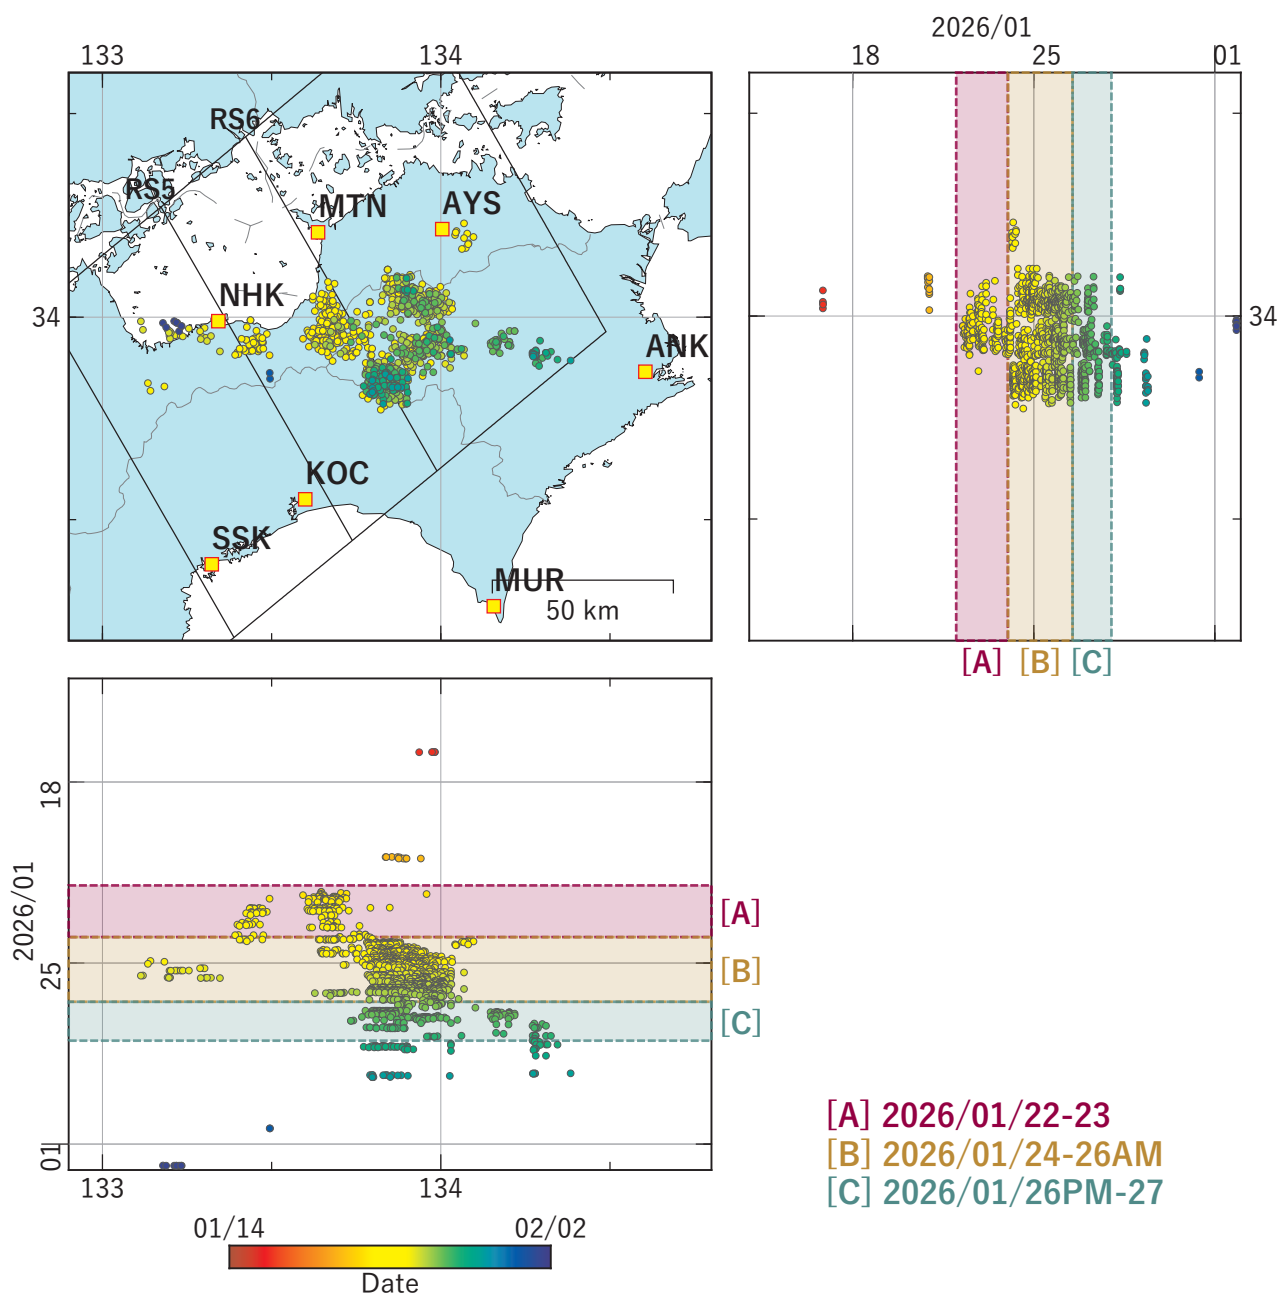 2026/01
133 134
18 25 01
RS6
RS5
MTN
AYS
NHK
34
34
ANK
KOC
SSK
MUR
50 km
[A] [B] [C]
18
[A]
2026/01
[B]
25
[C]
01
133 134
[A] 2026/01/22-23
[B] 2026/01/24-26AM
[C] 2026/01/26PM-27
01/14 02/02
Date